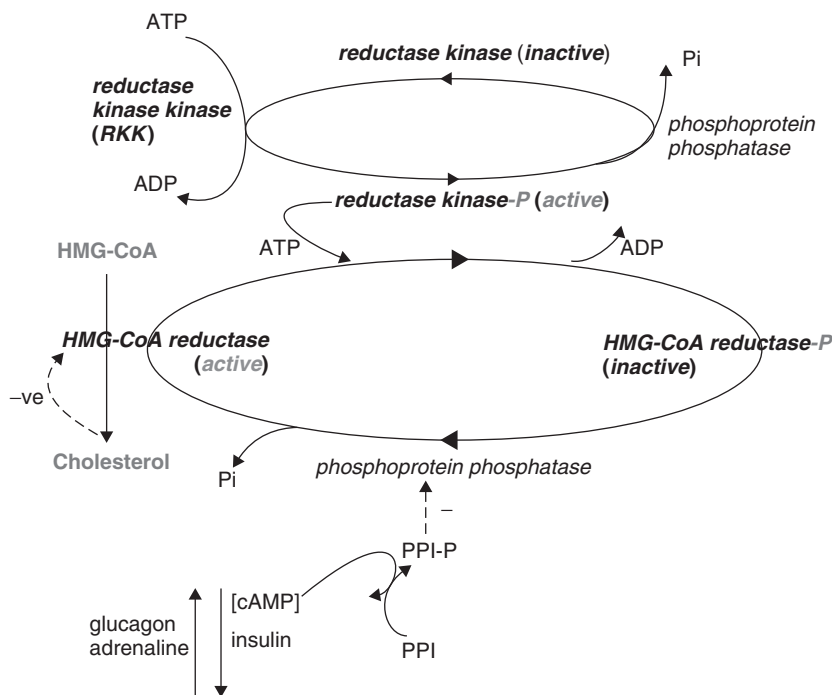 ATP
reductase kinase (inactive)
Pi
reductase
kinase kinase
(RKK)
phosphoprotein
phosphatase
ADP
reductase kinase-P (active)
ATP
ADP
HMG-CoA
HMG-CoA reductase
(active)
HMG-CoA reductase-P
(inactive)
–ve
Cholesterol
Pi
phosphoprotein phosphatase
–
PPI-P
[cAMP]
glucagon
adrenaline
insulin
PPI